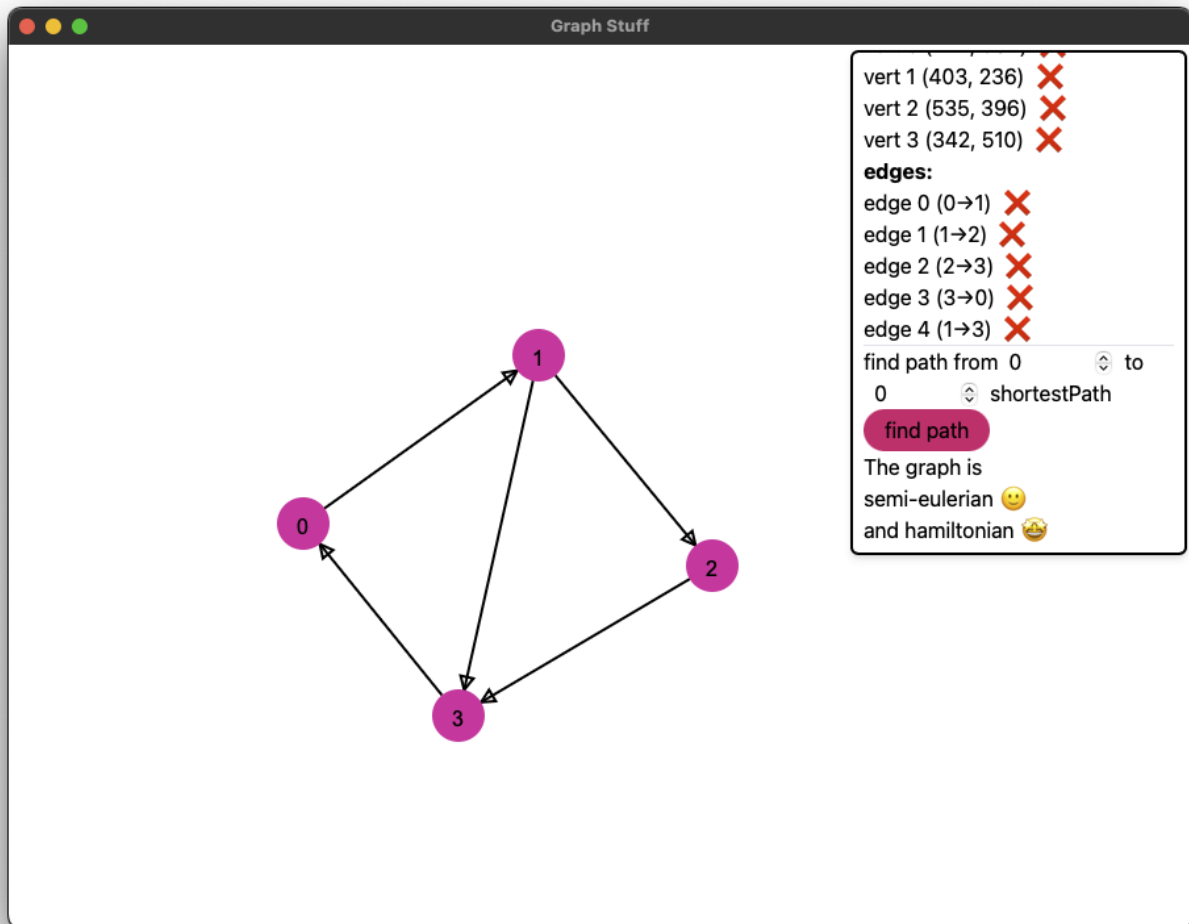 Graph Stuff
vert 1 (403, 236) ❌
vert 2 (535, 396) ❌
vert 3 (342, 510) ❌
edges:
edge 0 (0→1) ❌
edge 1 (1→2) ❌
edge 2 (2→3) ❌
edge 3 (3→0) ❌
edge 4 (1→3) ❌
find path from 0 to
0 shortestPath
find path
The graph is
semi-eulerian 🙂
and hamiltonian 🤩
1
0
2
3